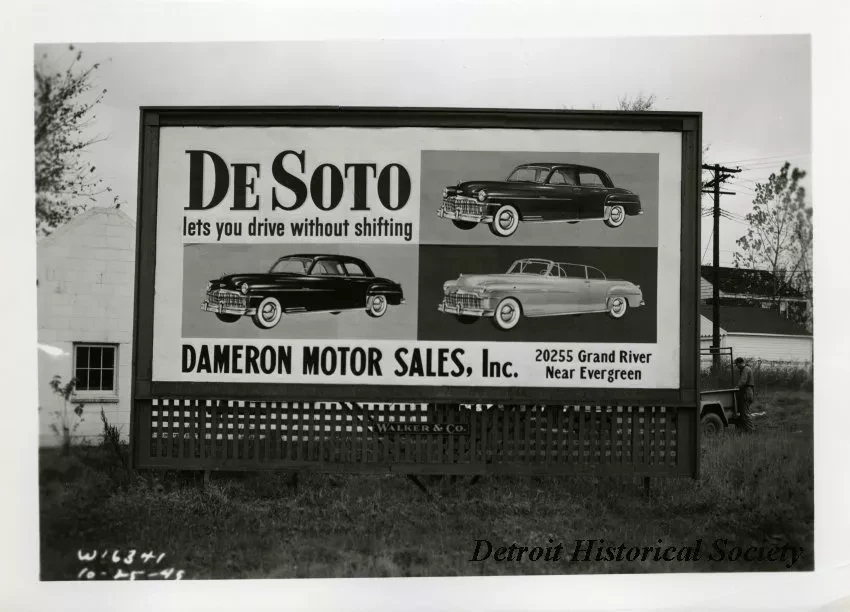 DE SOTO
lets you drive without shifting
DAMERON MOTOR SALES, Inc.
20255 Grand River
Near Evergreen
WALKER & CO.
W16341
10-25-49
Detroit Historical Society